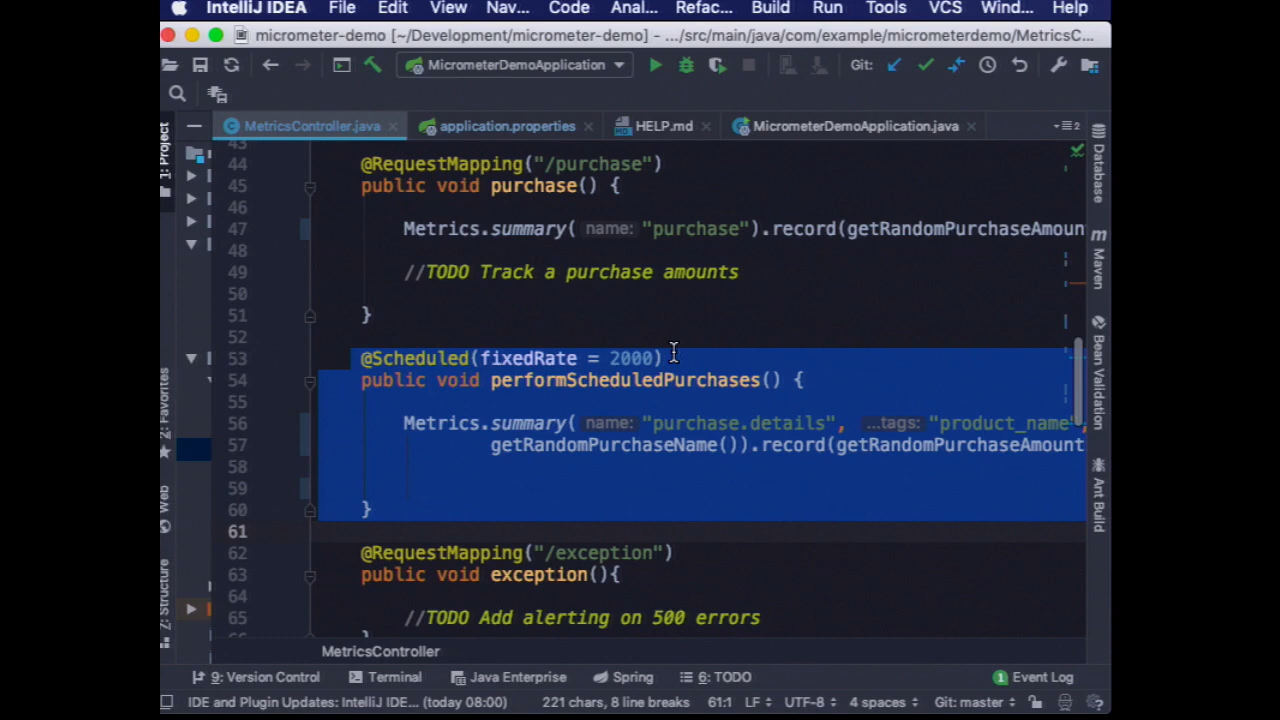 IntelliJ IDEA File Edit View Nav... Code Anal... Refac... Build Run Tools VCS Wind... Help
micrometer-demo [~/Development/micrometer-demo] - .../src/main/java/com/example/micrometerdemo/MetricsC...
MicrometerDemoApplication Git:
1: Project MetricsController.java application.properties HELP.md MicrometerDemoApplication.java 2
43
44 @RequestMapping("/purchase")
45 public void purchase() {
46
47 Metrics.summary( name: "purchase").record(getRandomPurchaseAmoun
48
49 //TODO Track a purchase amounts
50
51 }
52
53 @Scheduled(fixedRate = 2000)
54 public void performScheduledPurchases() {
55
56 Metrics.summary( name: "purchase.details", ...tags: "product_name",
57 getRandomPurchaseName()).record(getRandomPurchaseAmount
58
59
60 }
61
62 @RequestMapping("/exception")
63 public void exception(){
64
65 //TODO Add alerting on 500 errors
66 }
Database
Maven
Bean Validation
Ant Build
2: Favorites
Web
7: Structure
MetricsController
9: Version Control Terminal Java Enterprise Spring 6: TODO 1 Event Log
IDE and Plugin Updates: IntelliJ IDE... (today 08:00) 221 chars, 8 line breaks 61:1 LF UTF-8 4 spaces Git: master